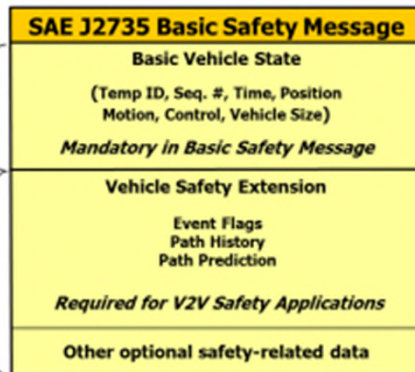 SAE J2735 Basic Safety Message
Basic Vehicle State
(Temp ID, Seq. #, Time, Position
Motion, Control, Vehicle Size)
Mandatory in Basic Safety Message
Vehicle Safety Extension
Event Flags
Path History
Path Prediction
Required for V2V Safety Applications
Other optional safety-related data